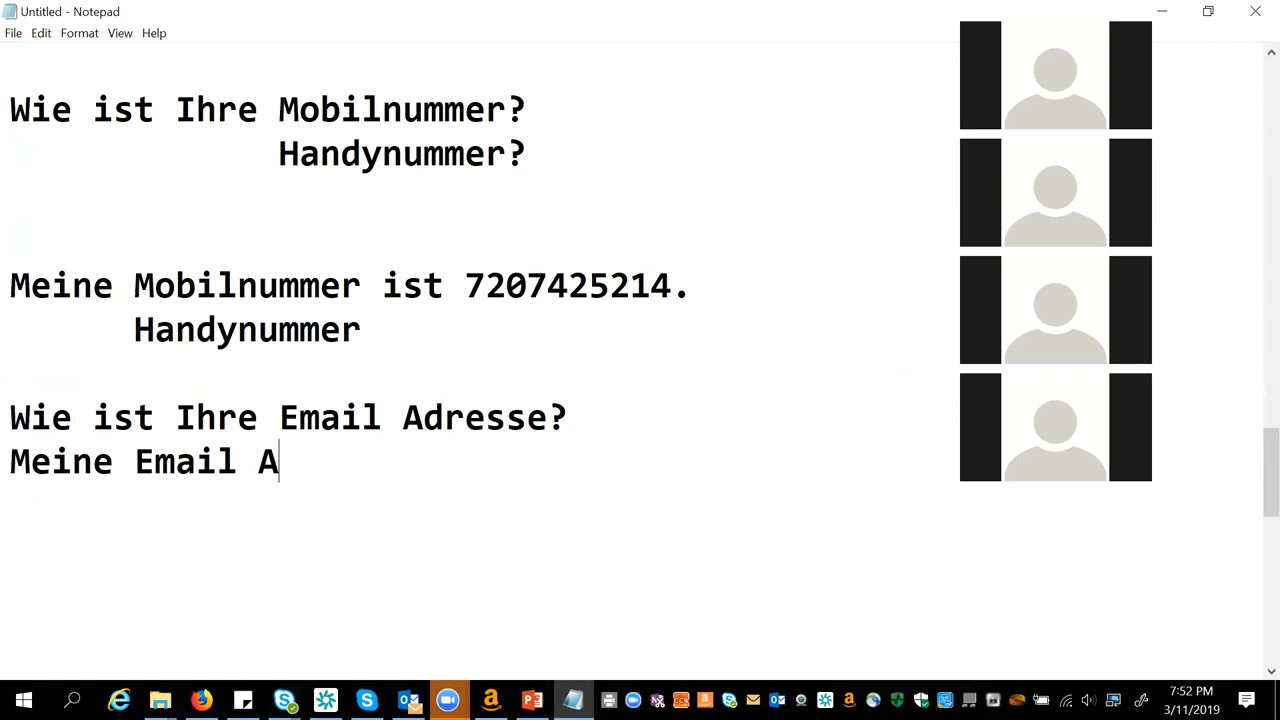 Untitled - Notepad
File Edit Format View Help
Wie ist Ihre Mobilnummer?
Handynummer?
Meine Mobilnummer ist 7207425214.
Handynummer
Wie ist Ihre Email Adresse?
Meine Email A
7:52 PM
3/11/2019